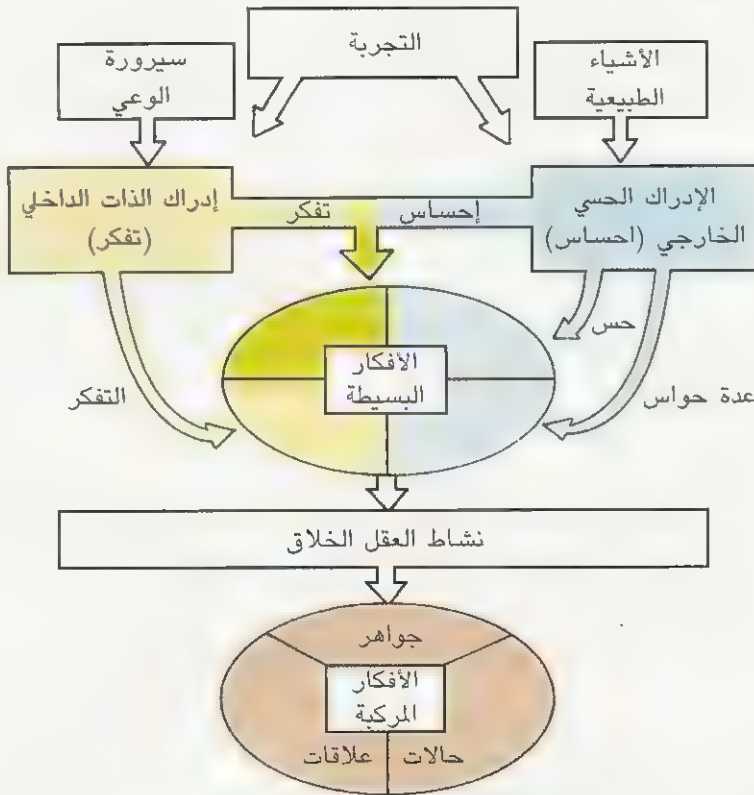 التجربة
الأشياء
الطبيعية
سيرورة
الوعي
الإدراك الحسي
الخارجي (احساس)
إحساس
تفكر
إدراك الذات الداخلي
(تفكر)
حس
عدة حواس
التفكر
الأفكار
البسيطة
نشاط العقل الخلاق
جواهر
الأفكار
المركبة
حالات
علاقات